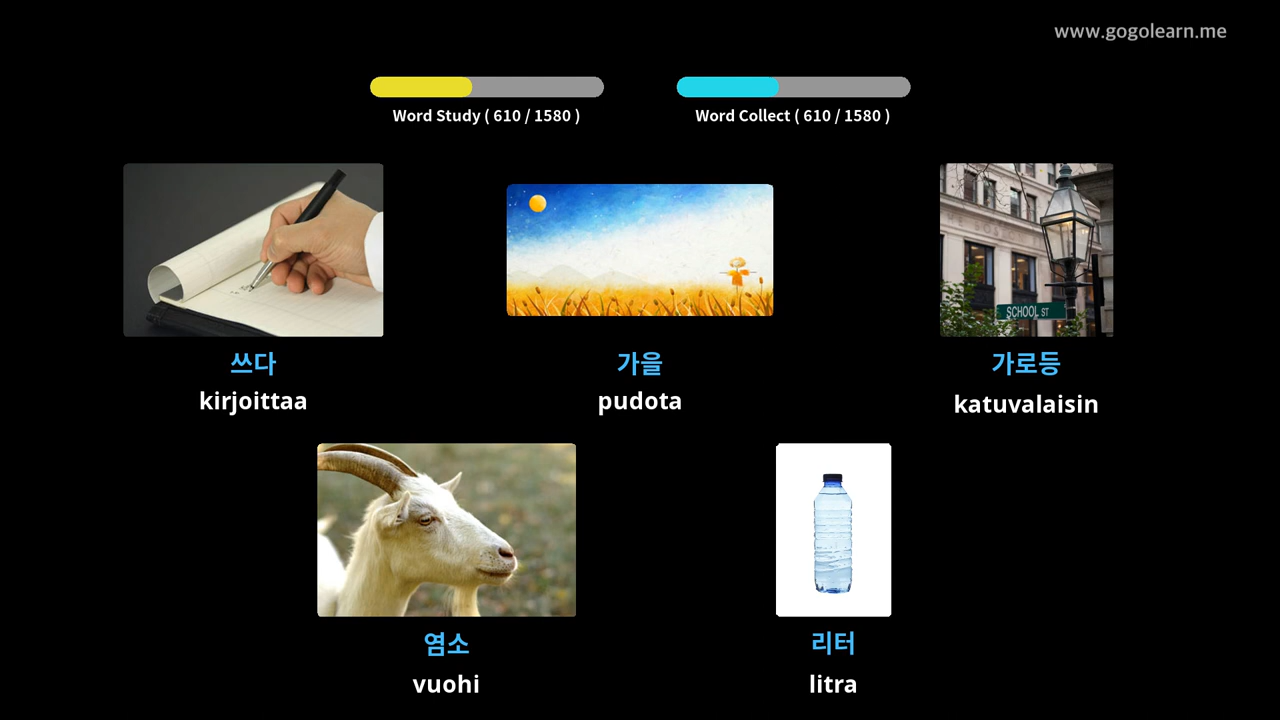 www.gogolearn.me
Word Study ( 610 / 1580 )
Word Collect ( 610 / 1580 )
SCHOOL ST
쓰다
kirjoittaa
가을
pudota
가로등
katuvalaisin
염소
vuohi
리터
litra